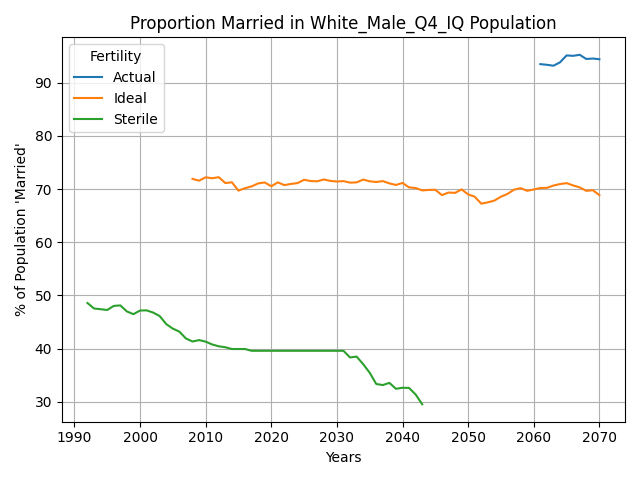 Proportion Married in White_Male_Q4_IQ Population
Fertility
Actual
Ideal
Sterile
% of Population 'Married'
90
80
70
60
50
40
30
1990
2000
2010
2020
2030
2040
2050
2060
2070
Years